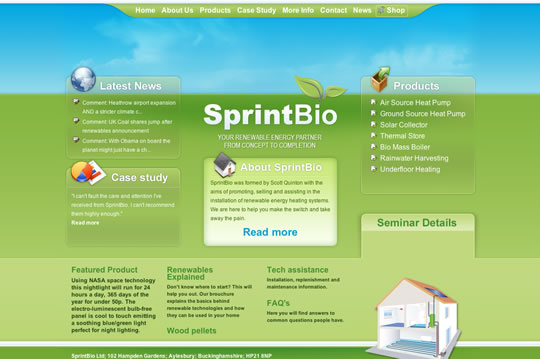 Home About Us Products Case Study More Info Contact News Shop
Latest News
Comment: Heathrow airport expansion
AND a stricter climate c...
Comment: UK Coal shares jump after
renewables announcement
Comment: With Obama on board the
planet might just have a ch...
Case study
"I can't fault the care and attention I've
received from SprintBio. I can't recommend
them highly enough."
Read more
SprintBio
YOUR RENEWABLE ENERGY PARTNER
FROM CONCEPT TO COMPLETION
About SprintBio
SprintBio was formed by Scott Quinton with the
aims of promoting, selling and assisting in the
installation of renewable energy heating systems.
We are here to help you make the switch and take
away the pain.
Read more
Products
Air Source Heat Pump
Ground Source Heat Pump
Solar Collector
Thermal Store
Bio Mass Boiler
Rainwater Harvesting
Underfloor Heating
Seminar Details
Featured Product
Using NASA space technology
this nightlight will run for 24
hours a day, 365 days of the
year for under 50p. The
electro-luminescent bulb-free
panel is cool to touch emitting
a soothing blue/green light
perfect for night lighting.
Renewables
Explained
Don't know where to start? This will
help you out. Our broochure
explains the basics behind
renewable technologies and how
they can be used in your home
Wood pellets
Tech assistance
Installation, replenishment and
maintenance information.
FAQ's
Here you will find answers to
common questions people have.
SprintBio Ltd; 102 Hampden Gardens; Aylesbury; Buckinghamshire; HP21 8NP